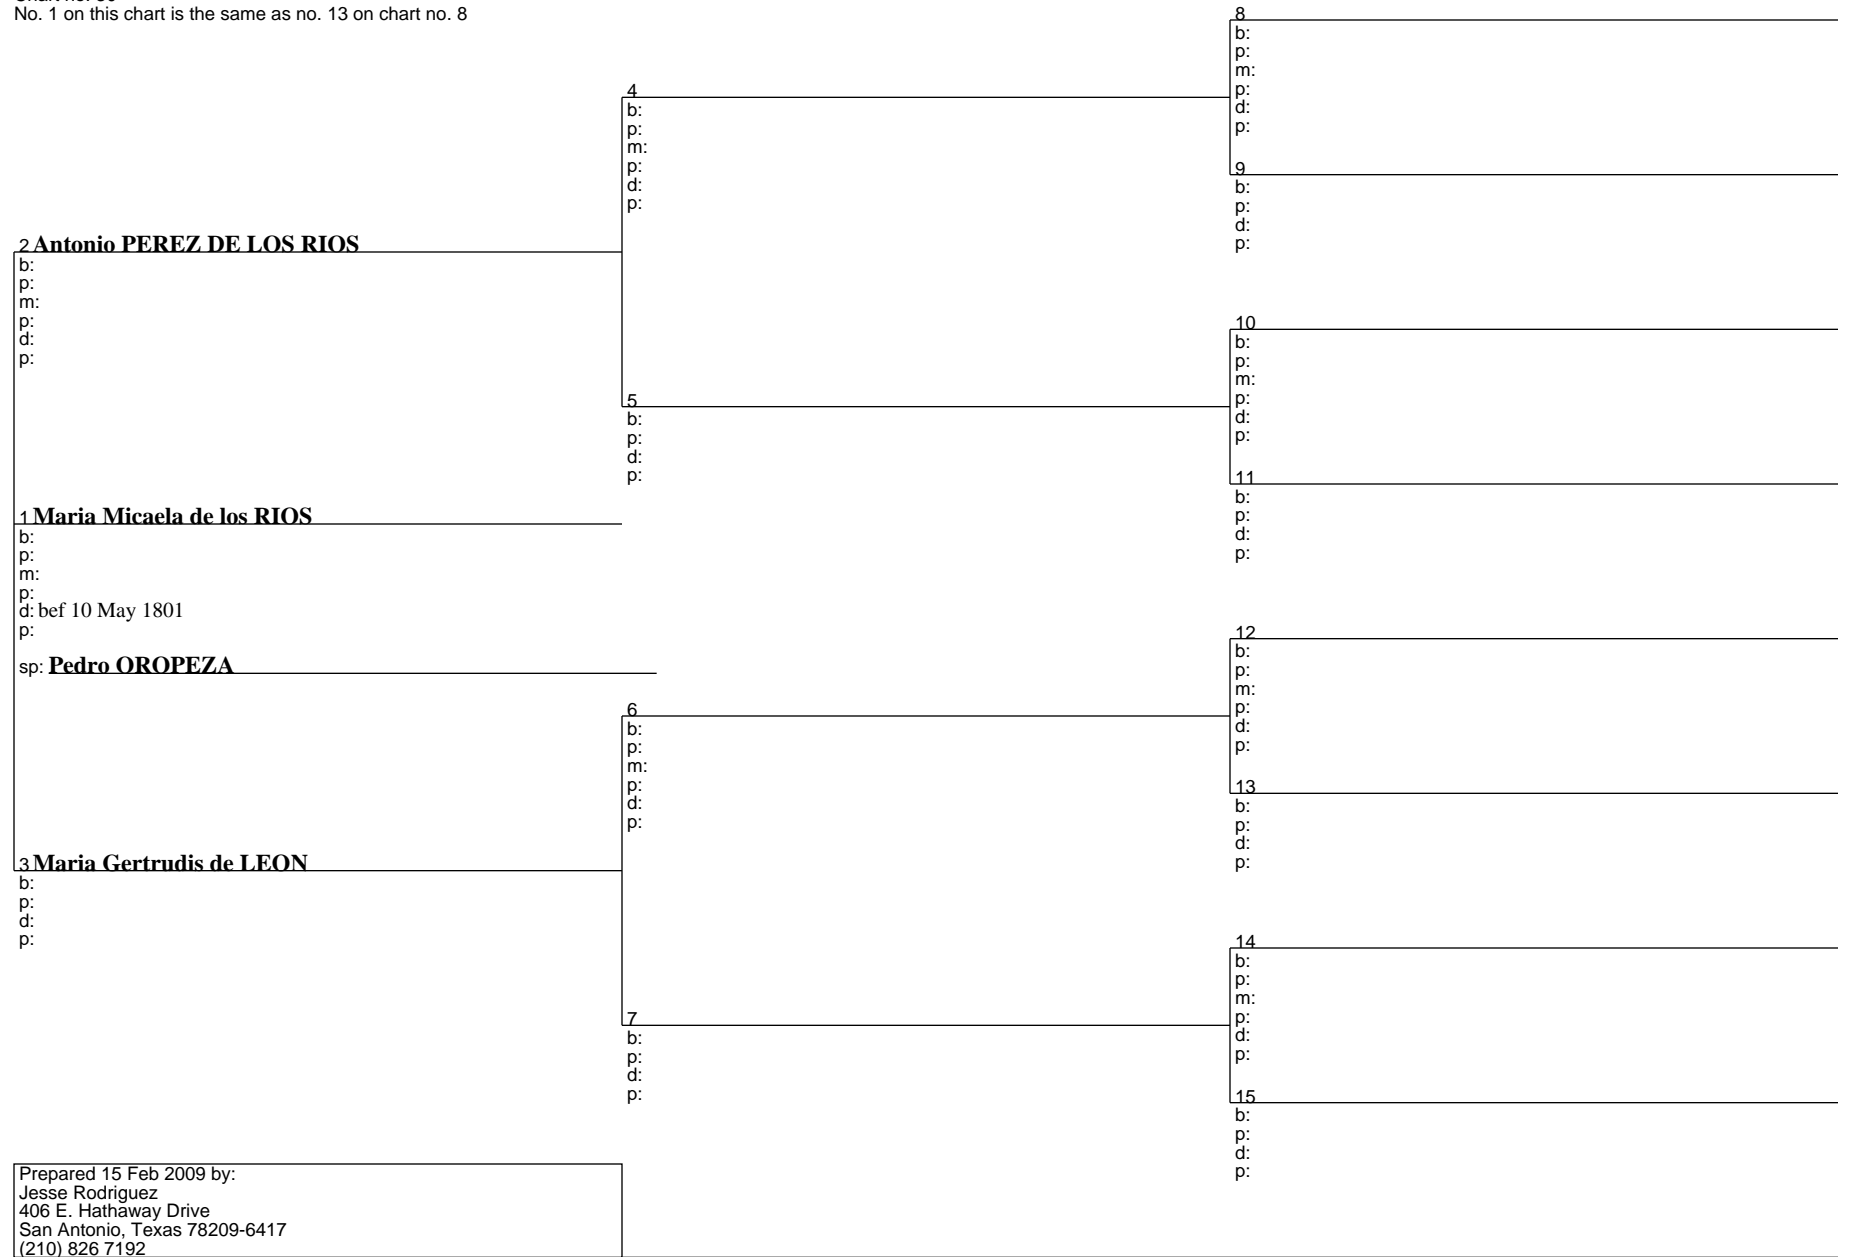 No. 1 on this chart is the same as no. 13 on chart no. 8
2 Antonio PEREZ DE LOS RIOS
b:
p:
m:
p:
d:
p:
1 Maria Micaela de los RIOS
b:
p:
m:
p:
d: bef 10 May 1801
p:
sp: Pedro OROPEZA
3 Maria Gertrudis de LEON
b:
p:
d:
p:
4
b:
p:
m:
p:
d:
p:
5
b:
p:
d:
p:
6
b:
p:
m:
p:
d:
p:
7
b:
p:
d:
p:
8
b:
p:
m:
p:
d:
p:
9
b:
p:
d:
p:
10
b:
p:
m:
p:
d:
p:
11
b:
p:
d:
p:
12
b:
p:
m:
p:
d:
p:
13
b:
p:
d:
p:
14
b:
p:
m:
p:
d:
p:
15
b:
p:
d:
p:
Prepared 15 Feb 2009 by:
Jesse Rodriguez
406 E. Hathaway Drive
San Antonio, Texas 78209-6417
(210) 826 7192